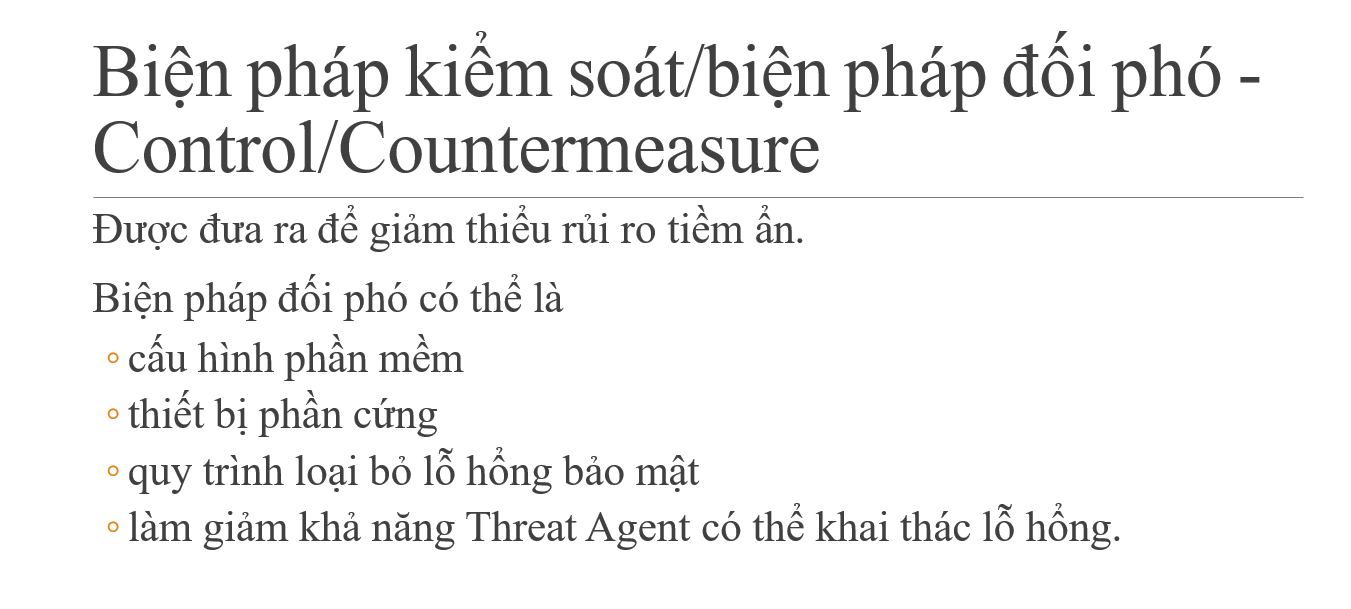 Biện pháp kiểm soát/biện pháp đối phó -
Control/Countermeasure
Được đưa ra để giảm thiểu rủi ro tiềm ẩn.
Biện pháp đối phó có thể là
◦ cấu hình phần mềm
◦ thiết bị phần cứng
◦ quy trình loại bỏ lỗ hổng bảo mật
◦ làm giảm khả năng Threat Agent có thể khai thác lỗ hổng.